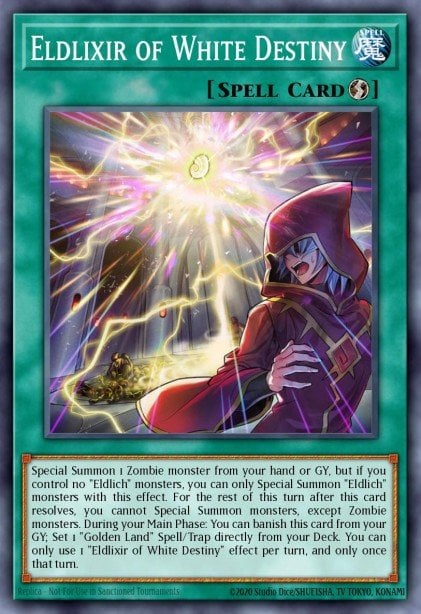 ELDLIXIR OF WHITE DESTINY
SPELL
魔
[SPELL CARD]
Special Summon 1 Zombie monster from your hand or GY, but if you
control no "Eldlich" monsters, you can only Special Summon "Eldlich"
monsters with this effect. For the rest of this turn after this card
resolves, you cannot Special Summon monsters, except Zombie
monsters. During your Main Phase: You can banish this card from your
GY; Set 1 "Golden Land" Spell/Trap directly from your Deck. You can
only use 1 "Eldlixir of White Destiny" effect per turn, and only once
that turn.
Replica - Not For Use in Sanctioned Tournaments
©2020 Studio Dice/SHUEISHA, TV TOKYO, KONAMI